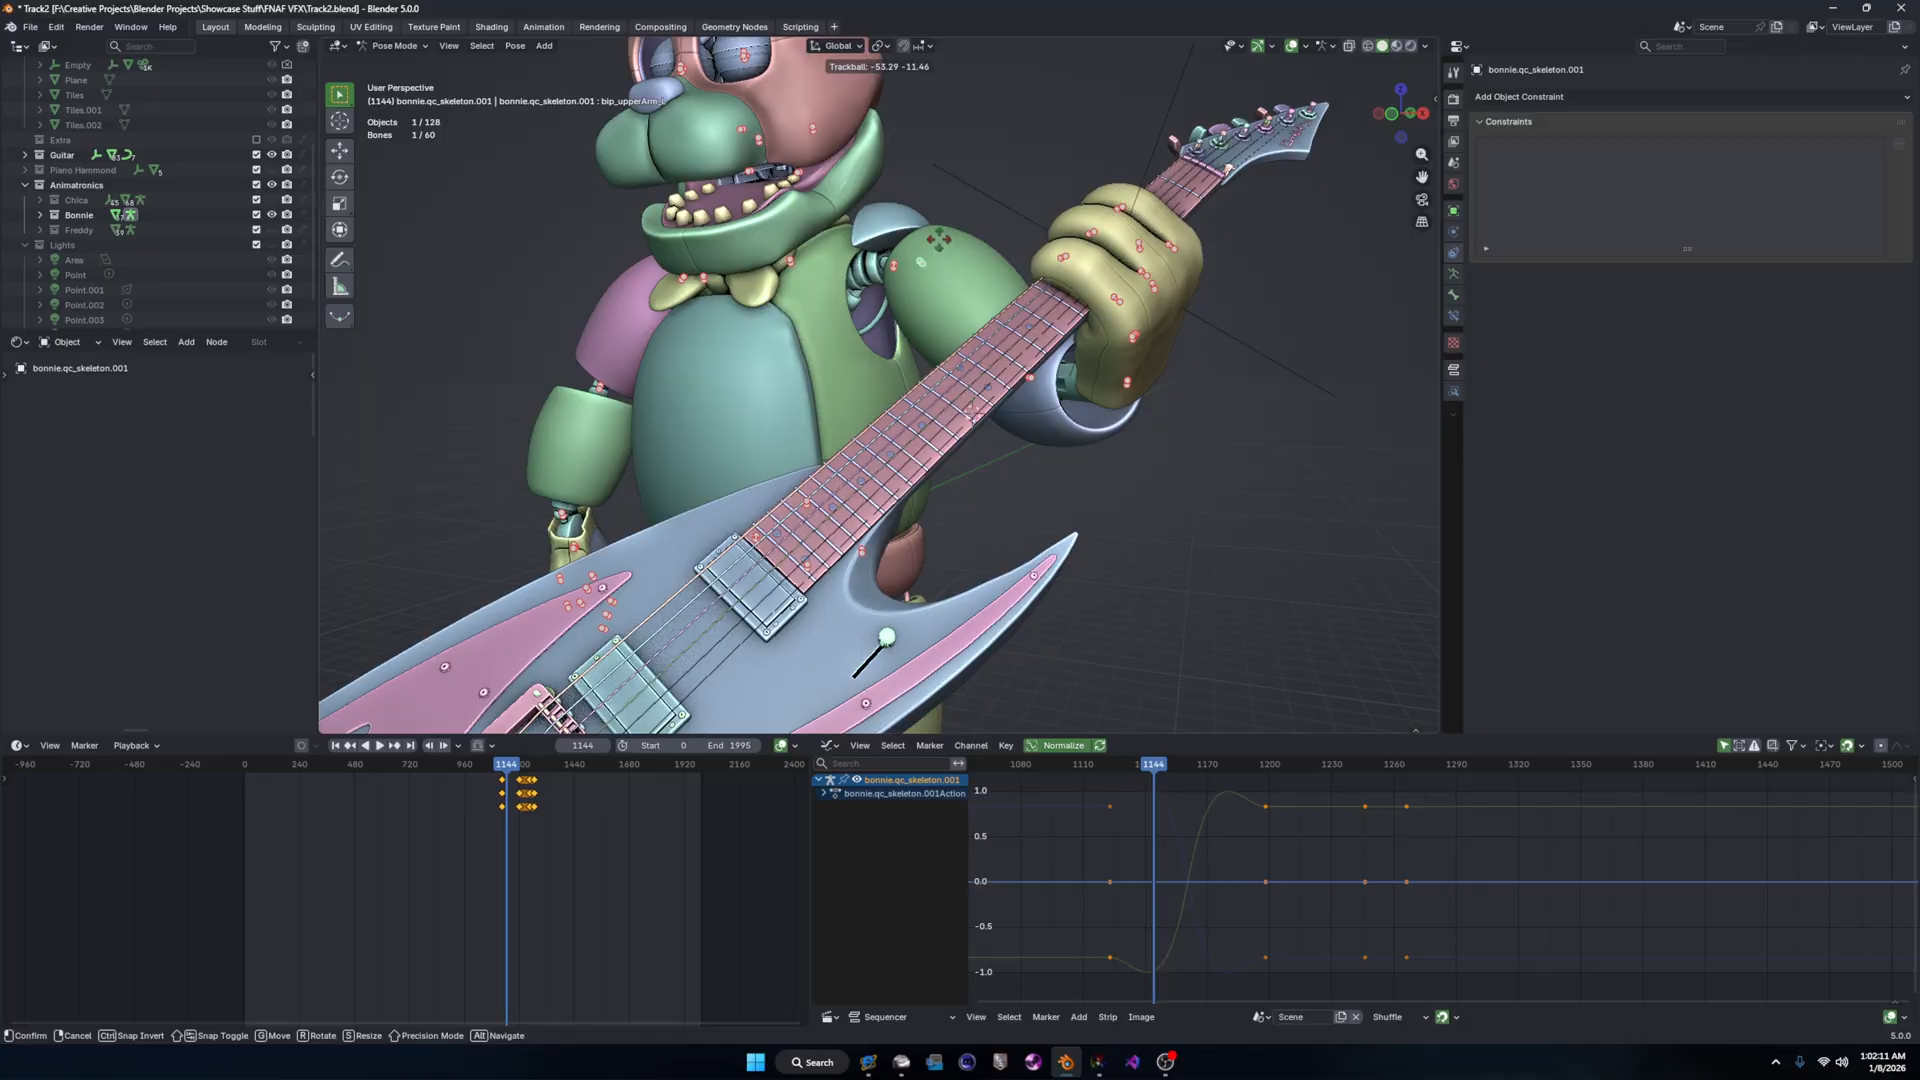 * Track2 [F:\Creative Projects\Blender Projects\Showcase Stuff\FNAF VFX\Track2.blend] - Blender 5.0.0
File Edit Render Window Help Layout Modeling Sculpting UV Editing Texture Paint Shading Animation Rendering Compositing Geometry Nodes Scripting + Scene ViewLayer
Search Pose Mode View Select Pose Add Global Search
Trackball: -53.29 -11.46
Empty 1K
Plane
Tiles
Tiles.001
Tiles.002
Extra
Guitar 7
Piano Hammond 5
Animatronics
Chica 45 68
Bonnie
Freddy 39
Lights
Area
Point
Point.001
Point.002
Point.003
Object View Select Add Node Slot
bonnie.qc_skeleton.001
User Perspective
(1144) bonnie.qc_skeleton.001 | bonnie.qc_skeleton.001 : bip_upperArm_L
Objects 1 / 128
Bones 1 / 60
Z
bonnie.qc_skeleton.001
Add Object Constraint
Constraints
View Marker Playback 1144 Start 0 End 1995
-960 -720 -480 -240 0 240 480 720 960 1144 1440 1680 1920 2160 2400
View Select Marker Channel Key Normalize
Search
bonnie.qc_skeleton.001
bonnie.qc_skeleton.001Action
1080 1110 1144 1170 1200 1230 1260 1290 1320 1350 1380 1410 1440 1470 1500
1.0
0.5
0.0
-0.5
-1.0
Sequencer View Select Marker Add Strip Image Scene Shuffle
Confirm Cancel Ctrl Snap Invert Snap Toggle G Move R Rotate S Resize Precision Mode Alt Navigate 5.0.0
Search
1:02:11 AM
1/8/2026